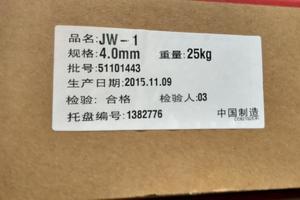 品名:JW-1
规格:4.0mm 重量:25kg
批号:51101443
生产日期:2015.11.09
检验:合格 检验人:03
托盘编号:1382776
中国制造